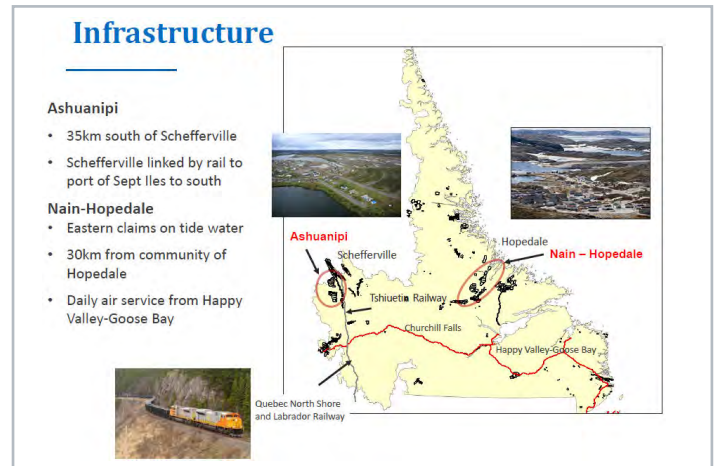 Infrastructure
Ashuanipi
• 35km south of Schefferville
• Schefferville linked by rail to
port of Sept Iles to south
Nain-Hopedale
• Eastern claims on tide water
• 30km from community of
Hopedale
• Daily air service from Happy
Valley-Goose Bay
Ashuanipi
Schefferville
Hopedale
Nain – Hopedale
Tshiuetin Railway
Churchill Falls
Happy Valley-Goose Bay
Quebec North Shore
and Labrador Railway